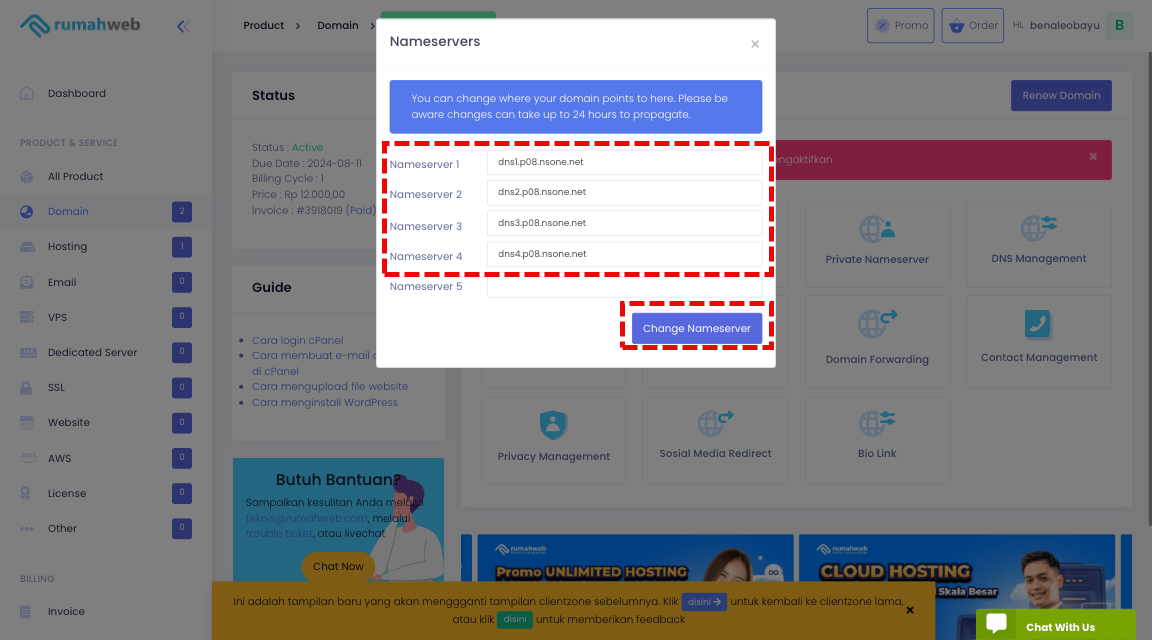 rumahweb
Product > Domain >
Promo
Order
Hi, benaleobayu
B
Dashboard
PRODUCT & SERVICE
All Product
Domain 2
Hosting 1
Email 0
VPS 0
Dedicated Server 0
SSL 0
Website 0
AWS 0
License 0
Other 0
BILLING
Invoice
Status
Status : Active
Due Date : 2024-08-11
Billing Cycle : 1
Price : Rp 12.000,00
Invoice : #3918019 (Paid)
Guide
Cara login cPanel
Cara membuat e-mail
di cPanel
Cara mengupload file website
Cara menginstall WordPress
Butuh Bantuan?
Sampaikan kesulitan Anda melalui
teknis@rumahweb.com, melalui
trouble ticket, atau livechat
Chat Now
Nameservers
×
You can change where your domain points to here. Please be
aware changes can take up to 24 hours to propagate.
Nameserver 1 dns1.p08.nsone.net
Nameserver 2 dns2.p08.nsone.net
Nameserver 3 dns3.p08.nsone.net
Nameserver 4 dns4.p08.nsone.net
Nameserver 5
Change Nameserver
Renew Domain
ngaktifkan ×
Private Nameserver
DNS Management
Domain Forwarding
Contact Management
Privacy Management
Sosial Media Redirect
Bio Link
rumahweb
Promo UNLIMITED HOSTING
rumahweb
CLOUD HOSTING
Skala Besar
Ini adalah tampilan baru yang akan menggganti tampilan clientzone sebelumnya. Klik disini → untuk kembali ke clientzone lama,
atau klik disini untuk memberikan feedback
×
Chat With Us